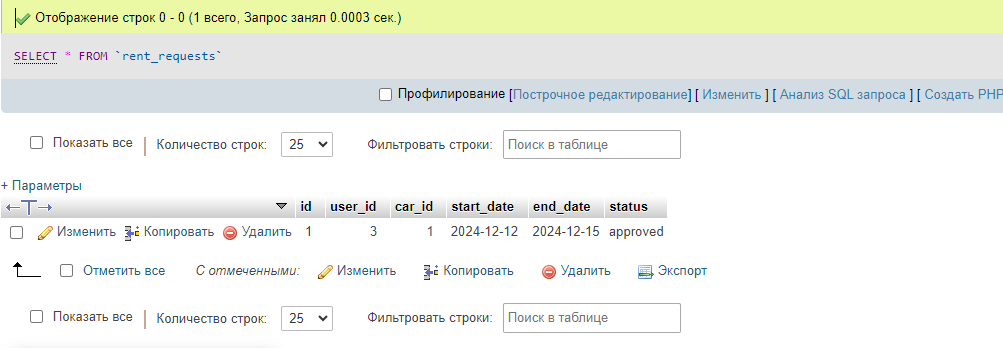 Отображение строк 0 - 0 (1 всего, Запрос занял 0.0003 сек.)
SELECT * FROM `rent_requests`
Профилирование [Построчное редактирование] [ Изменить ] [ Анализ SQL запроса ] [ Создать PHP
Показать все | Количество строк: 25 Фильтровать строки: Поиск в таблице
+ Параметры
←T→ id user_id car_id start_date end_date status
Изменить Копировать Удалить 1 3 1 2024-12-12 2024-12-15 approved
Отметить все С отмеченными: Изменить Копировать Удалить Экспорт
Показать все | Количество строк: 25 Фильтровать строки: Поиск в таблице